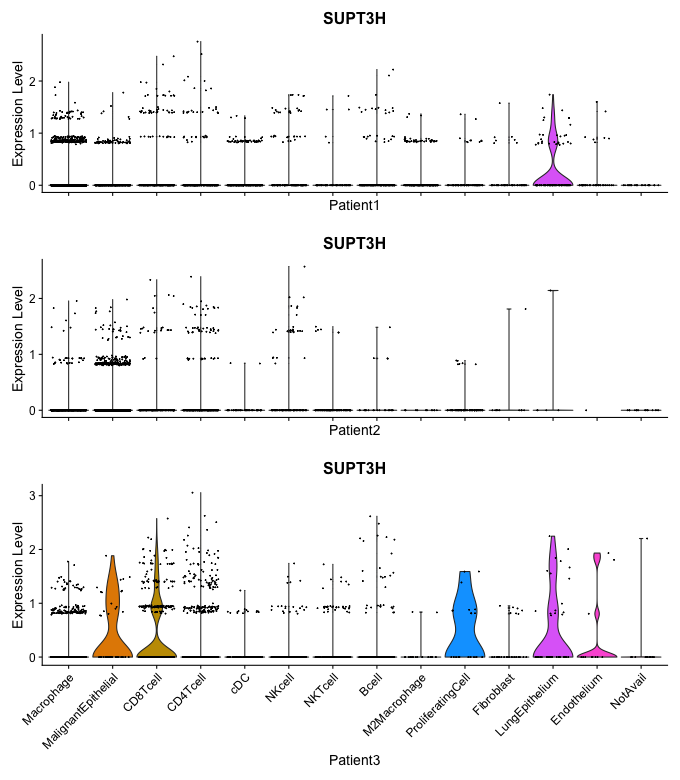 SUPT3H
Expression Level
2
1
0
Patient1
SUPT3H
Expression Level
2
1
0
Patient2
SUPT3H
Expression Level
3
2
1
0
Macrophage
MalignantEpithelial
CD8Tcell
CD4Tcell
cDC
NKcell
NKTcell
Bcell
M2Macrophage
ProliferatingCell
Fibroblast
LungEpithelium
Endothelium
NotAvail
Patient3